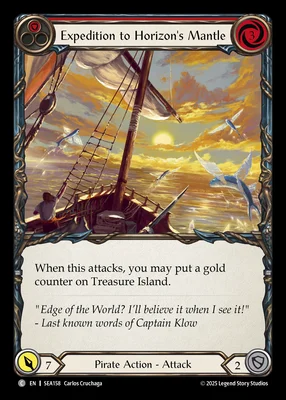 Expedition to Horizon's Mantle
3
When this attacks, you may put a gold
counter on Treasure Island.
"Edge of the World? I'll believe it when I see it!"
- Last known words of Captain Klow
7
Pirate Action - Attack
2
C
EN | SEA158 Carlos Cruchaga
©2025 Legend Story Studios